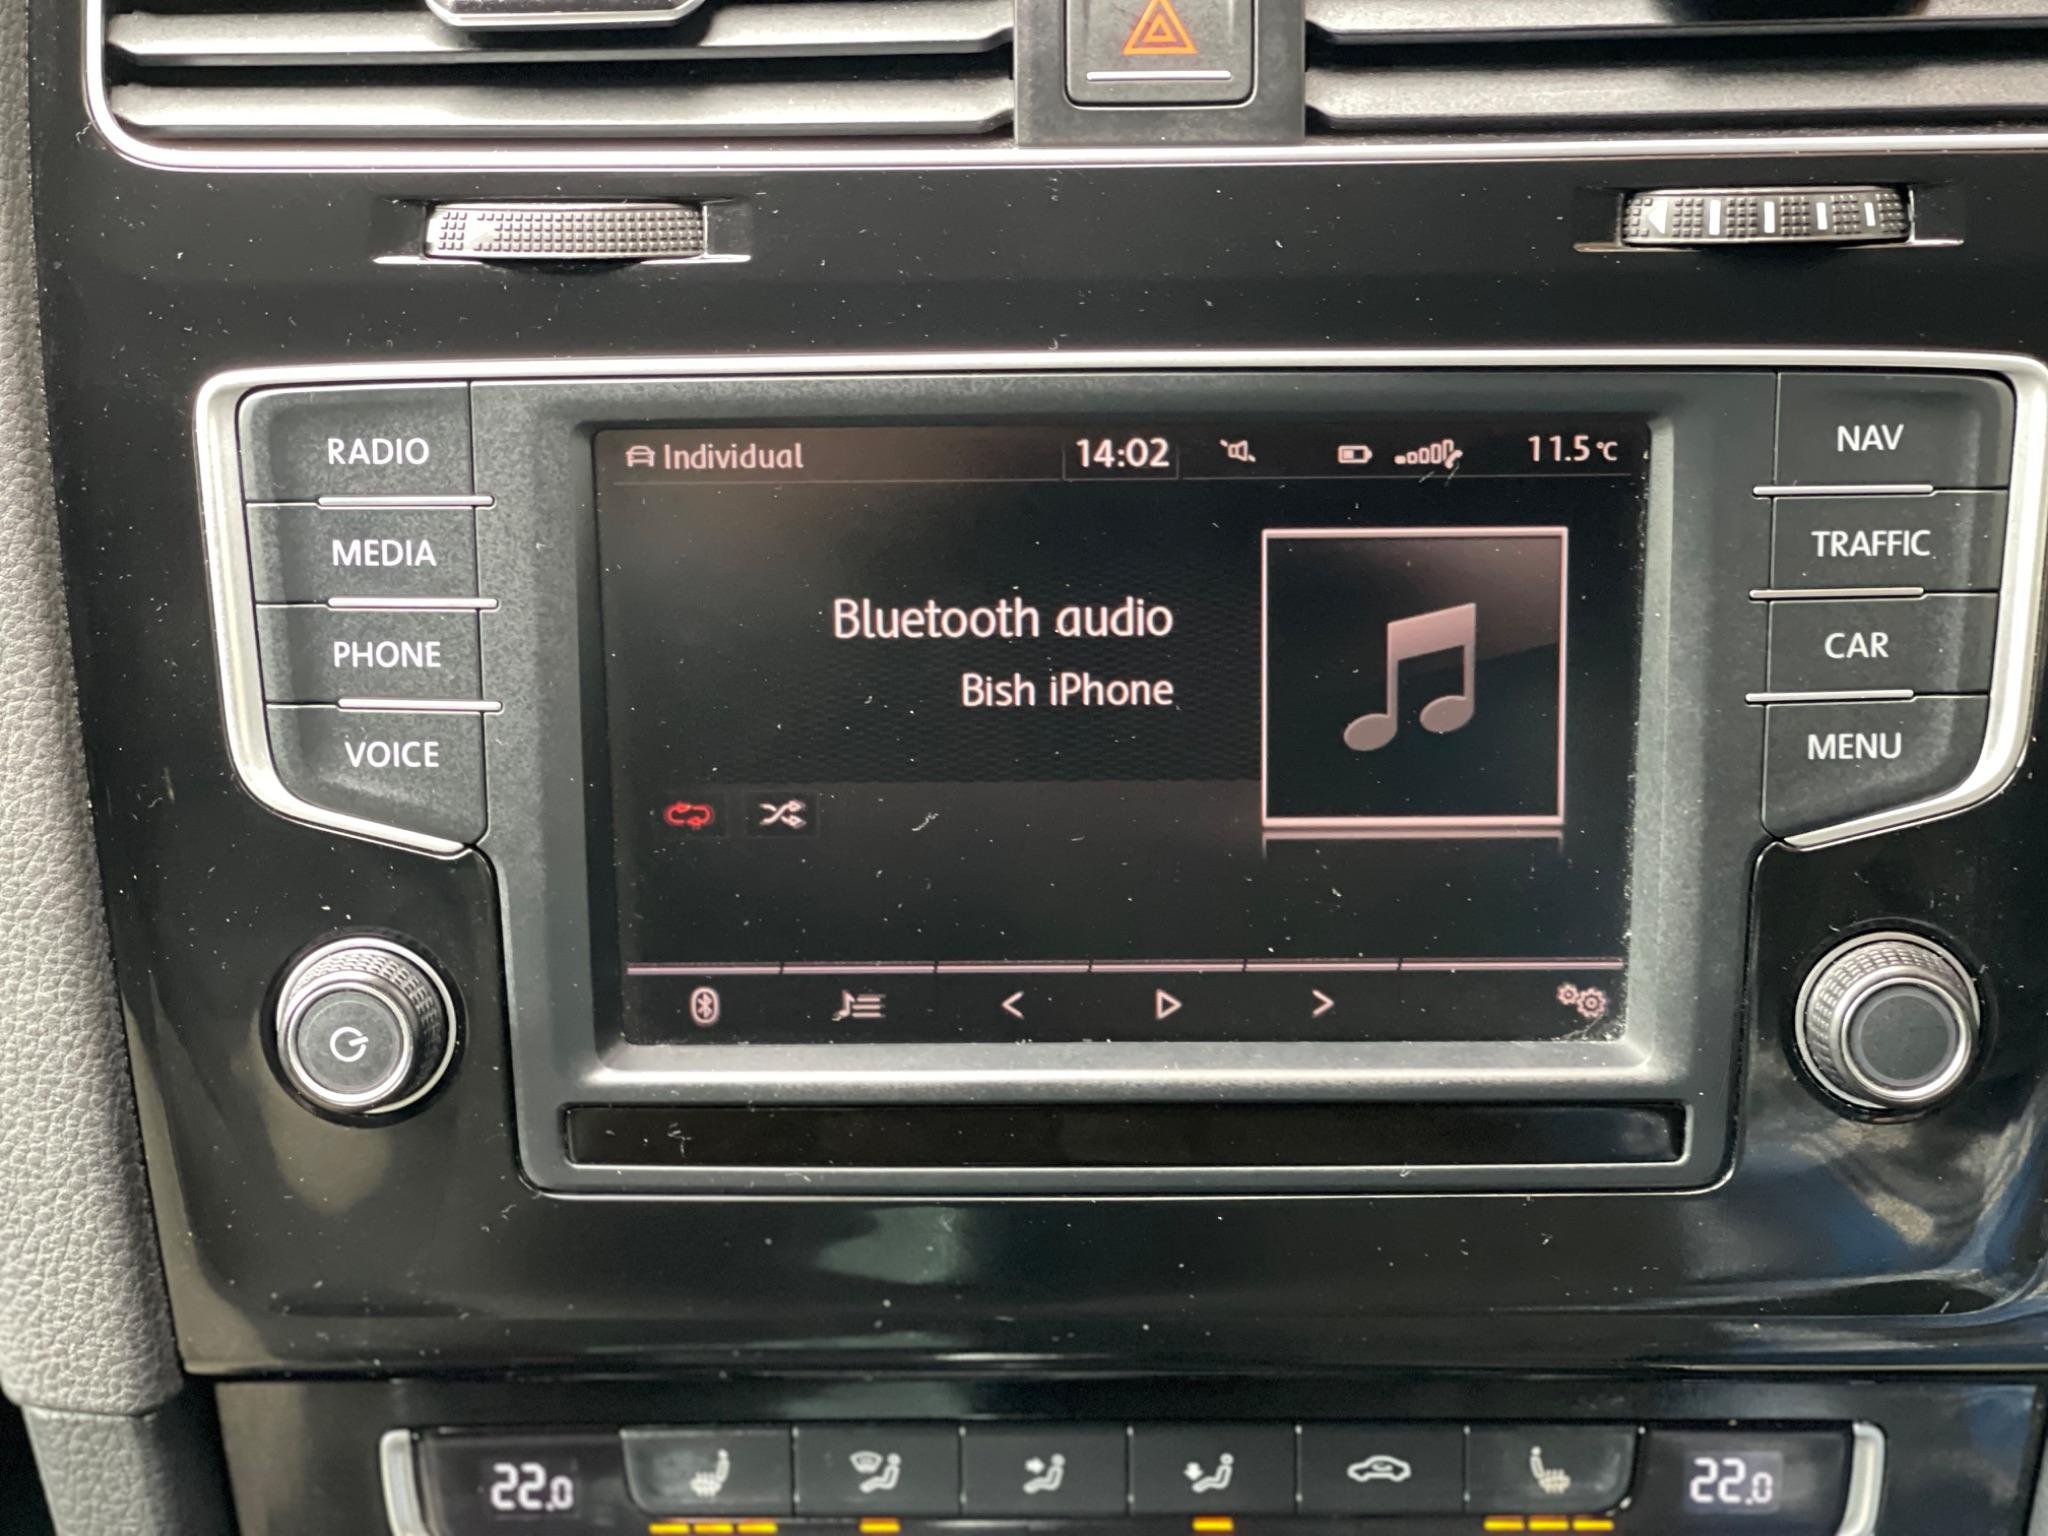 RADIO
MEDIA
PHONE
VOICE
Individual 14:02 11.5°C
Bluetooth audio
Bish iPhone
NAV
TRAFFIC
CAR
MENU
22.0 22.0